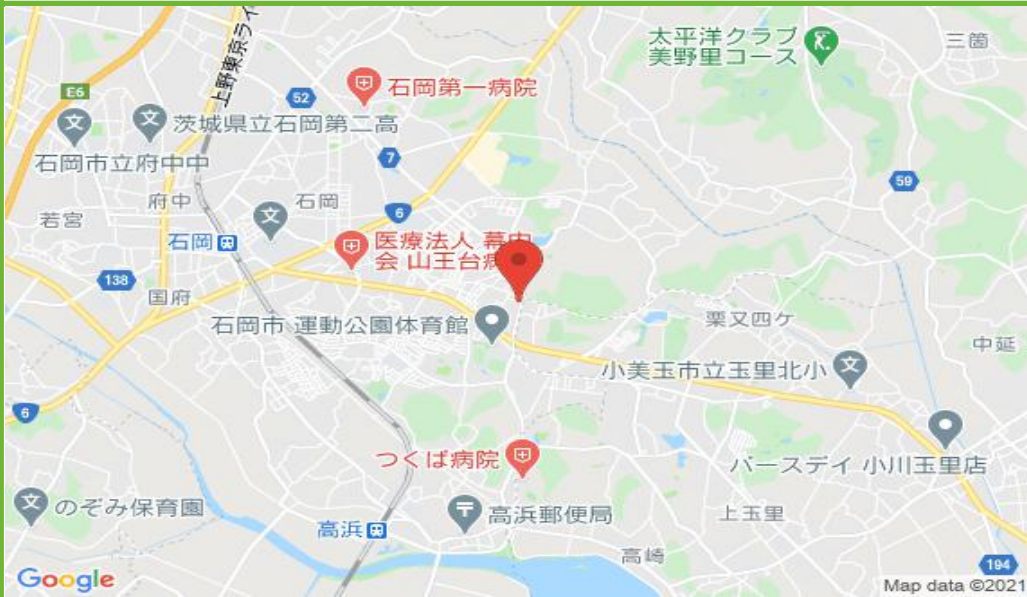 上野東京ライ
太平洋クラブ
美野里コース
三箇
E6
52
石岡第一病院
茨城県立石岡第二高
石岡市立府中中
7
59
府中
石岡
若宮
6
石岡
医療法人 幕内
会 山王台病
138
国府
石岡市 運動公園体育館
栗又四ケ
中延
小美玉市立玉里北小
6
つくば病院
バースデイ 小川玉里店
のぞみ保育園
高浜郵便局
上玉里
高浜
高崎
194
Google
Map data ©2021